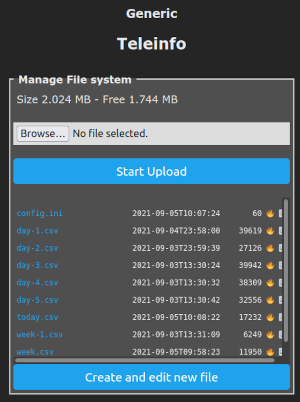 Generic
Teleinfo
Manage File system
Size 2.024 MB - Free 1.744 MB
Browse... No file selected.
Start Upload
config.ini 2021-09-05T10:07:24 60
day-1.csv 2021-09-04T23:58:00 39619
day-2.csv 2021-09-03T23:59:39 27126
day-3.csv 2021-09-03T13:30:24 39942
day-4.csv 2021-09-03T13:30:32 38309
day-5.csv 2021-09-03T13:30:42 32556
today.csv 2021-09-05T10:08:22 17232
week-1.csv 2021-09-03T13:31:09 6249
week.csv 2021-09-05T09:58:23 11950
Create and edit new file